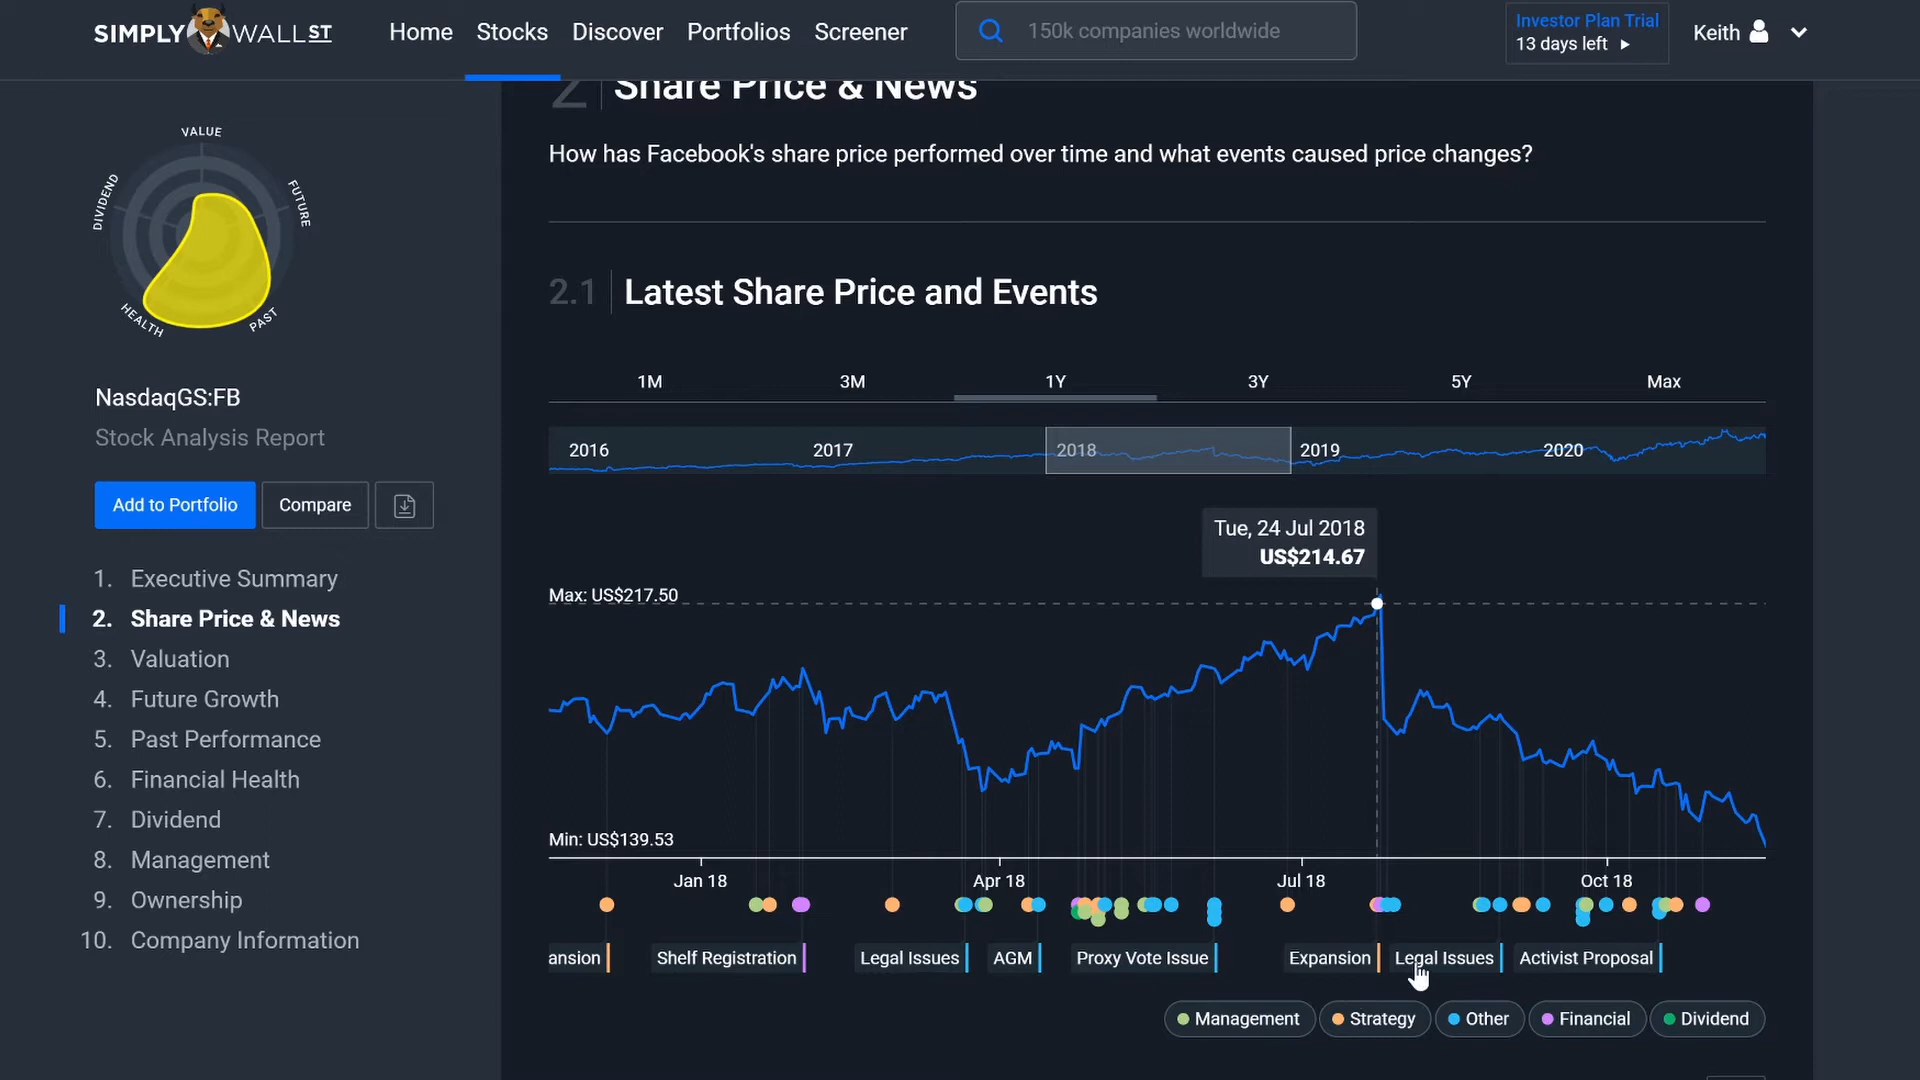 SIMPLY WALL ST
Home Stocks Discover Portfolios Screener
150k companies worldwide
Investor Plan Trial
13 days left
Keith
VALUE
FUTURE
PAST
HEALTH
DIVIDEND
NasdaqGS:FB
Stock Analysis Report
Add to Portfolio
Compare
1. Executive Summary
2. Share Price & News
3. Valuation
4. Future Growth
5. Past Performance
6. Financial Health
7. Dividend
8. Management
9. Ownership
10. Company Information
2 Share Price & News
How has Facebook's share price performed over time and what events caused price changes?
2.1 Latest Share Price and Events
1M 3M 1Y 3Y 5Y Max
2016 2017 2018 2019 2020
Tue, 24 Jul 2018
US$214.67
Max: US$217.50
Min: US$139.53
Jan 18 Apr 18 Jul 18 Oct 18
ansion Shelf Registration Legal Issues AGM Proxy Vote Issue Expansion Legal Issues Activist Proposal
Management Strategy Other Financial Dividend